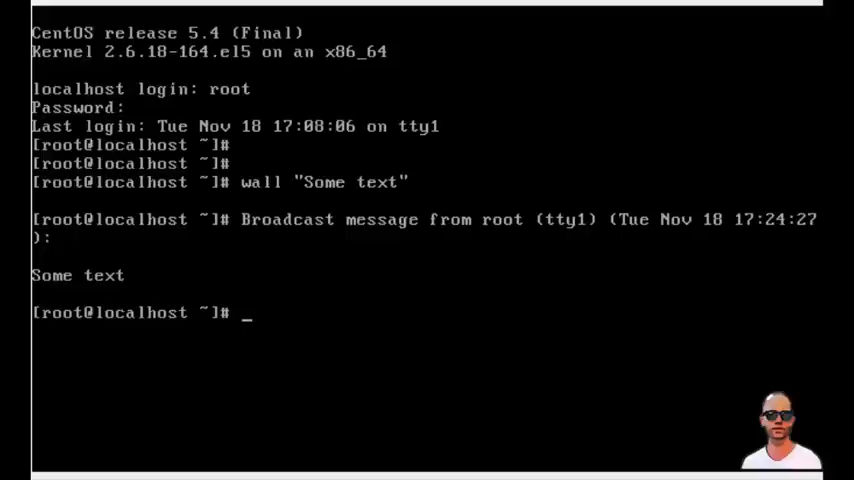 CentOS release 5.4 (Final)
Kernel 2.6.18-164.el5 on an x86_64
localhost login: root
Password:
Last login: Tue Nov 18 17:08:06 on tty1
[root@localhost ~]#
[root@localhost ~]#
[root@localhost ~]# wall "Some text"
[root@localhost ~]# Broadcast message from root (tty1) (Tue Nov 18 17:24:27
):
Some text
[root@localhost ~]# _